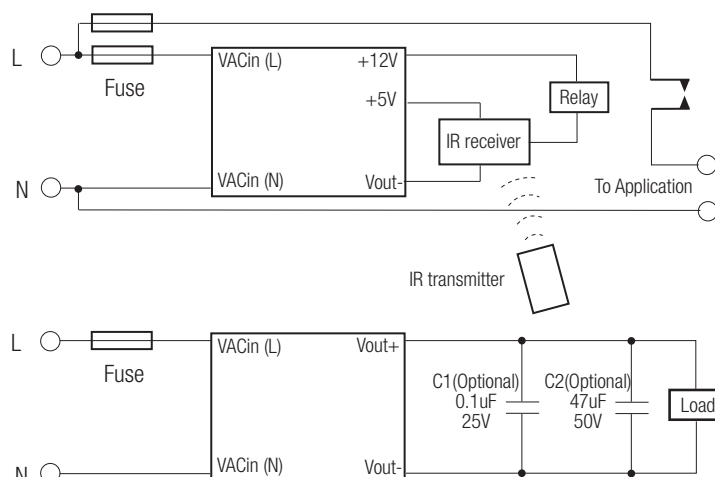 L
Fuse
VACin (L)
+12V
+5V
Relay
IR receiver
N
VACin (N)
Vout-
To Application
IR transmitter
L
Fuse
VACin (L)
Vout+
C1(Optional)
0.1uF
25V
C2(Optional)
47uF
50V
Load
N
VACin (N)
Vout-